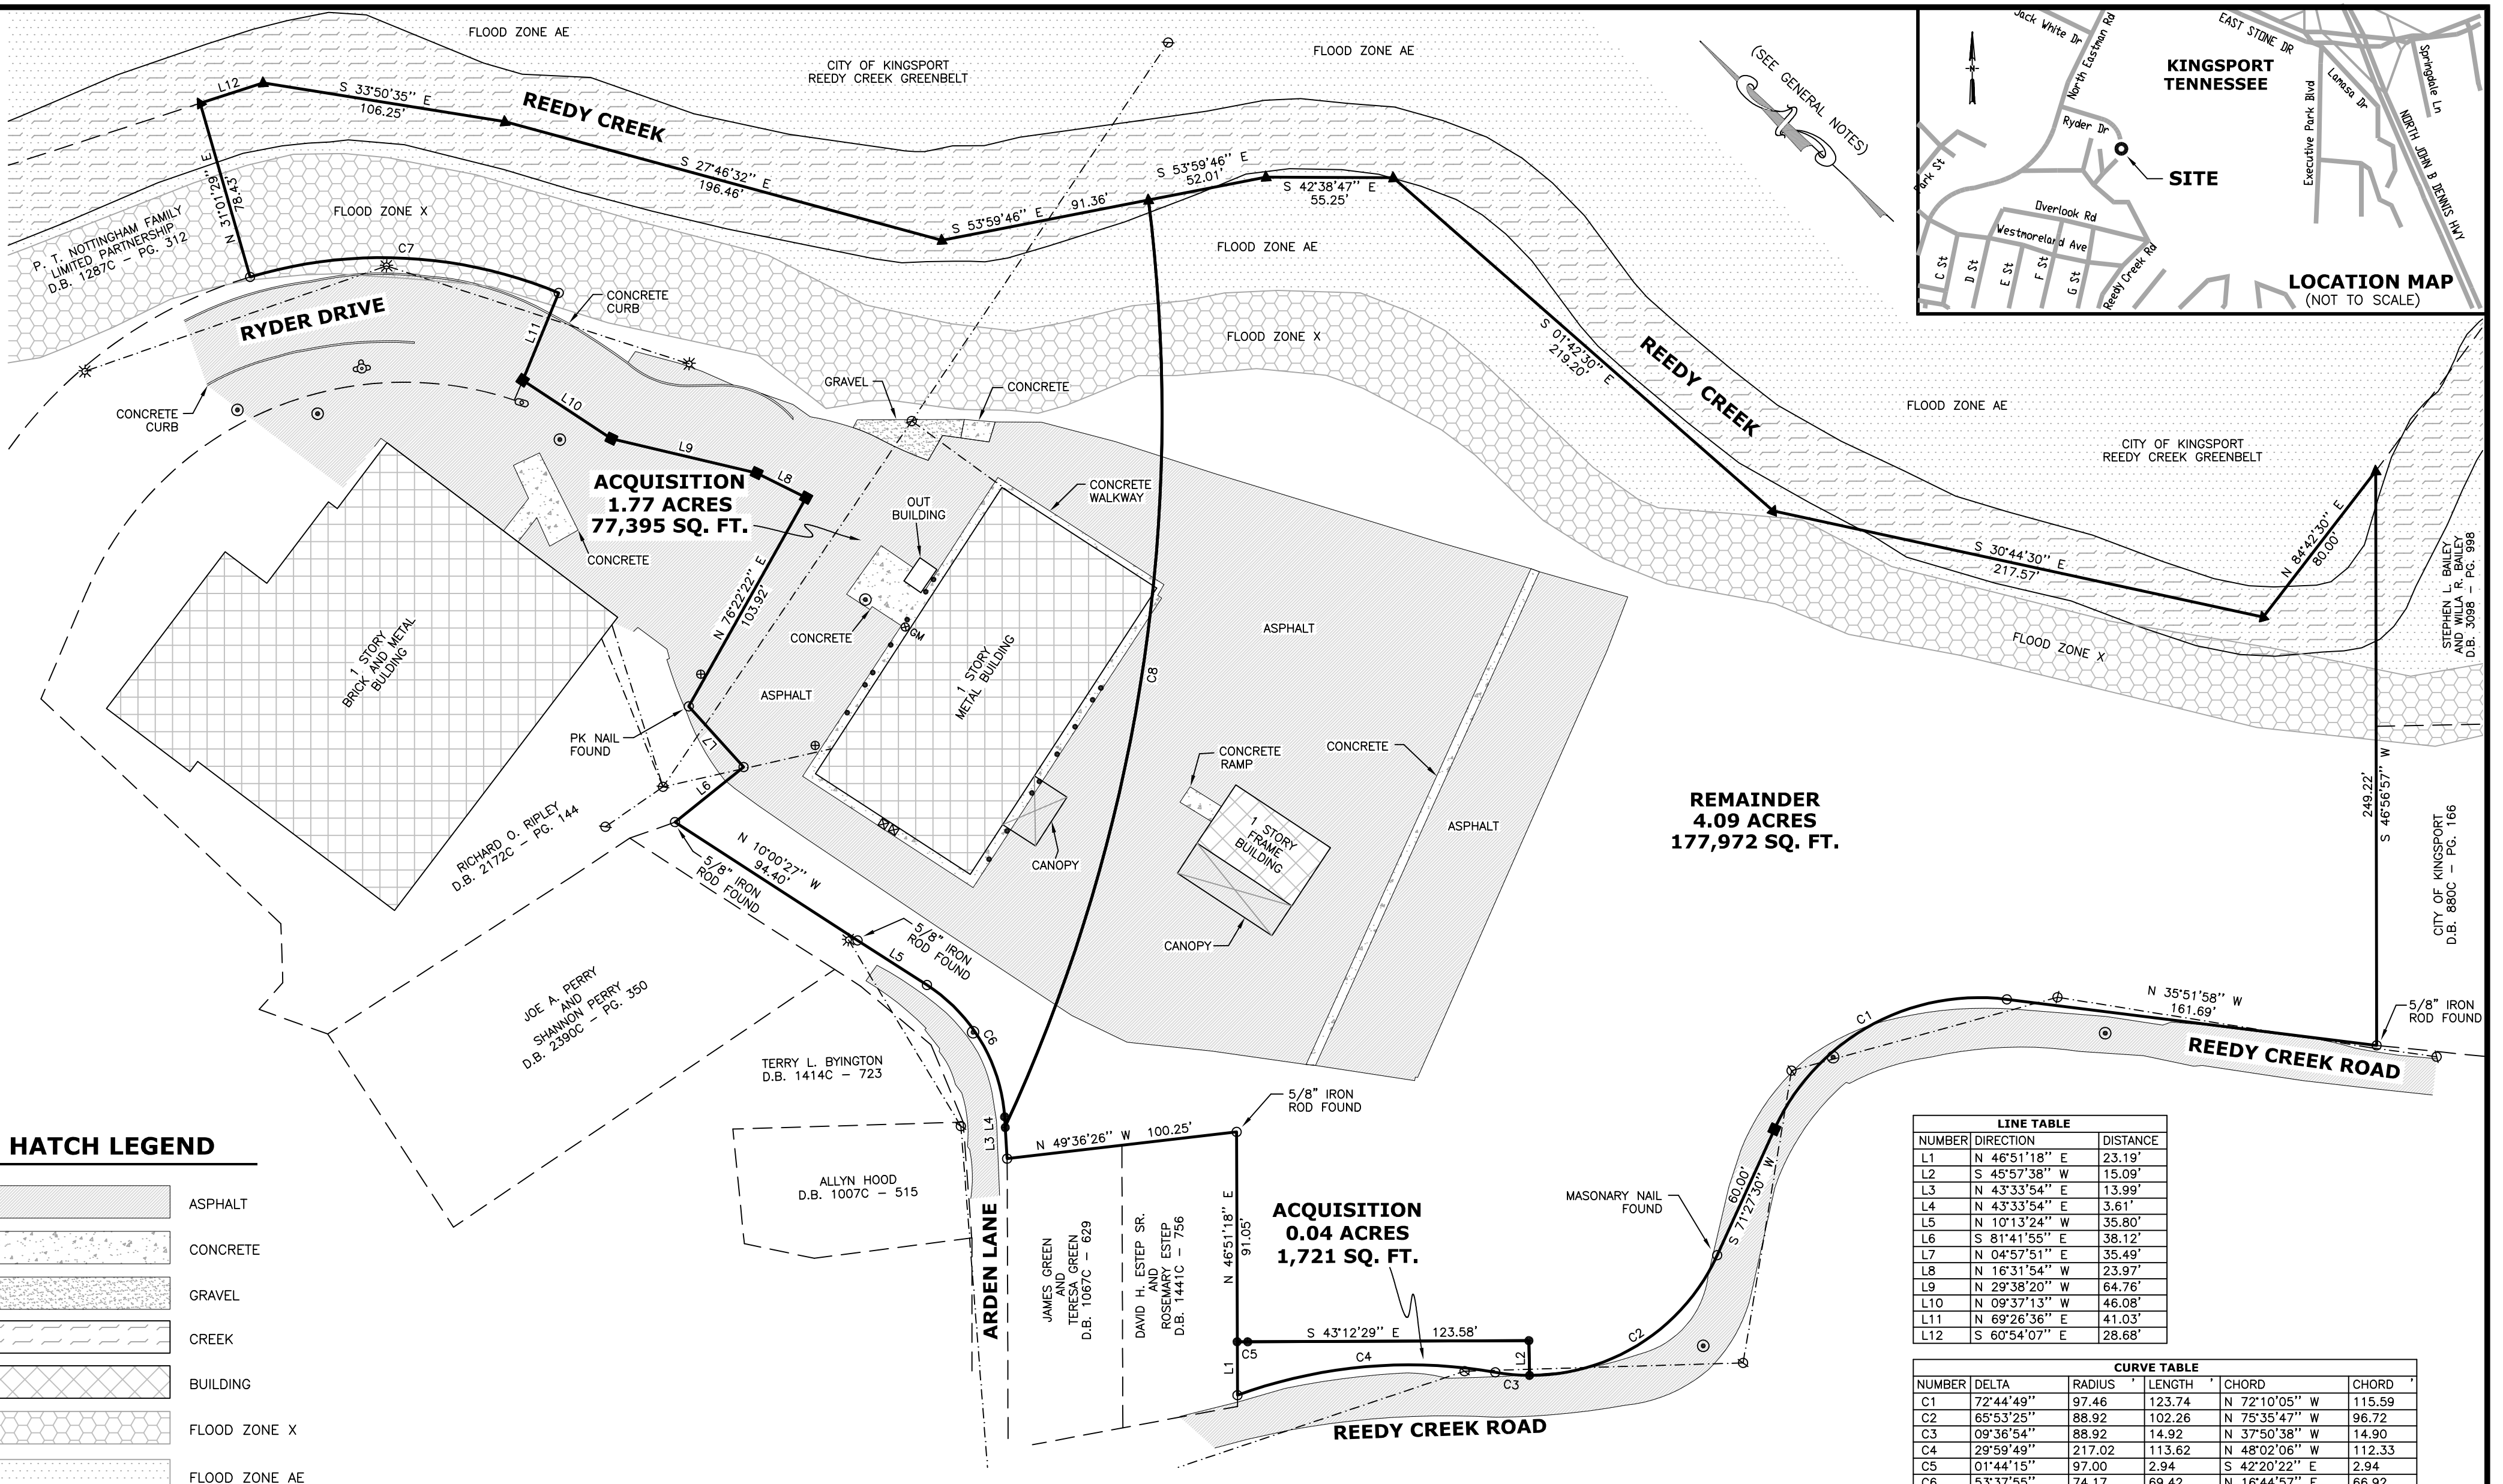 FLOOD ZONE AE
CITY OF KINGSPORT
REEDY CREEK GREENBELT
FLOOD ZONE AE
(SEE GENERAL NOTES)
L12
S 33°50'35" E
106.25'
REEDY CREEK
S 27°46'32" E
196.46'
S 53°59'46" E 91.36'
S 53°59'46" E
52.01'
S 42°38'47" E
55.25'
N 31°01'29" E
78.43'
P. T. NOTTINGHAM FAMILY
LIMITED PARTNERSHIP
D.B. 1287C - PG. 312
FLOOD ZONE X
C7
RYDER DRIVE
CONCRETE
CURB
L11
CONCRETE
CURB
L10
L9
L8
FLOOD ZONE AE
FLOOD ZONE X
GRAVEL
CONCRETE
S 01°42'30" E
219.20'
REEDY CREEK
FLOOD ZONE AE
CITY OF KINGSPORT
REEDY CREEK GREENBELT
S 30°44'30" E
217.57'
N 84°42'30" E
80.00'
FLOOD ZONE X
STEPHEN L. BAILEY
AND WILLA R. BAILEY
D.B. 3098 - PG. 998
Jack White Dr
North Eastman Rd
EAST STONE DR
KINGSPORT
TENNESSEE
Springdale Ln
Lamasa Dr
Executive Park Blvd
NORTH JOHN B DENNIS HWY
Ryder Dr
SITE
Park St
Overlook Rd
Westmoreland Ave
C St
D St
E St
F St
G St
Reedy Creek Rd
LOCATION MAP
(NOT TO SCALE)
ACQUISITION
1.77 ACRES
77,395 SQ. FT.
OUT
BUILDING
CONCRETE
WALKWAY
CONCRETE
N 76°22'22" E
103.92'
CONCRETE
GM
1 STORY
BRICK AND METAL
BUILDING
1 STORY
METAL BUILDING
ASPHALT
ASPHALT
C8
PK NAIL
FOUND
L7
L6
CONCRETE
RAMP
CONCRETE
ASPHALT
1 STORY
FRAME
BUILDING
CANOPY
CANOPY
REMAINDER
4.09 ACRES
177,972 SQ. FT.
249.22'
S 46°56'57" W
CITY OF KINGSPORT
D.B. 880C - PG. 166
RICHARD O. RIPLEY
D.B. 2172C - PG. 144
N 10°00'27" W
94.40'
5/8" IRON
ROD FOUND
5/8" IRON
ROD FOUND
L5
C6
JOE A. PERRY
AND
SHANNON PERRY
D.B. 2390C - PG. 350
TERRY L. BYINGTON
D.B. 1414C - 723
L3 L4
N 49°36'26" W 100.25'
5/8" IRON
ROD FOUND
ALLYN HOOD
D.B. 1007C - 515
ARDEN LANE
JAMES GREEN
AND
TERESA GREEN
D.B. 1067C - 629
DAVID H. ESTEP SR.
AND
ROSEMARY ESTEP
D.B. 1441C - 756
N 46°51'18" E
91.05'
ACQUISITION
0.04 ACRES
1,721 SQ. FT.
S 43°12'29" E 123.58'
C5
L1
C4
L2
C3
C2
REEDY CREEK ROAD
MASONARY NAIL
FOUND
60.00'
S 71°27'30" W
C1
N 35°51'58" W
161.69'
5/8" IRON
ROD FOUND
REEDY CREEK ROAD
HATCH LEGEND
ASPHALT
CONCRETE
GRAVEL
CREEK
BUILDING
FLOOD ZONE X
FLOOD ZONE AE
LINE TABLE
NUMBER DIRECTION DISTANCE
L1 N 46°51'18" E 23.19'
L2 S 45°57'38" W 15.09'
L3 N 43°33'54" E 13.99'
L4 N 43°33'54" E 3.61'
L5 N 10°13'24" W 35.80'
L6 S 81°41'55" E 38.12'
L7 N 04°57'51" E 35.49'
L8 N 16°31'54" W 23.97'
L9 N 29°38'20" W 64.76'
L10 N 09°37'13" W 46.08'
L11 N 69°26'36" E 41.03'
L12 S 60°54'07" E 28.68'
CURVE TABLE
NUMBER DELTA RADIUS ' LENGTH ' CHORD CHORD '
C1 72°44'49" 97.46 123.74 N 72°10'05" W 115.59
C2 65°53'25" 88.92 102.26 N 75°35'47" W 96.72
C3 09°36'54" 88.92 14.92 N 37°50'38" W 14.90
C4 29°59'49" 217.02 113.62 N 48°02'06" W 112.33
C5 01°44'15" 97.00 2.94 S 42°20'22" E 2.94
C6 53°37'55" 74.17 69.42 N 16°44'57" E 66.92